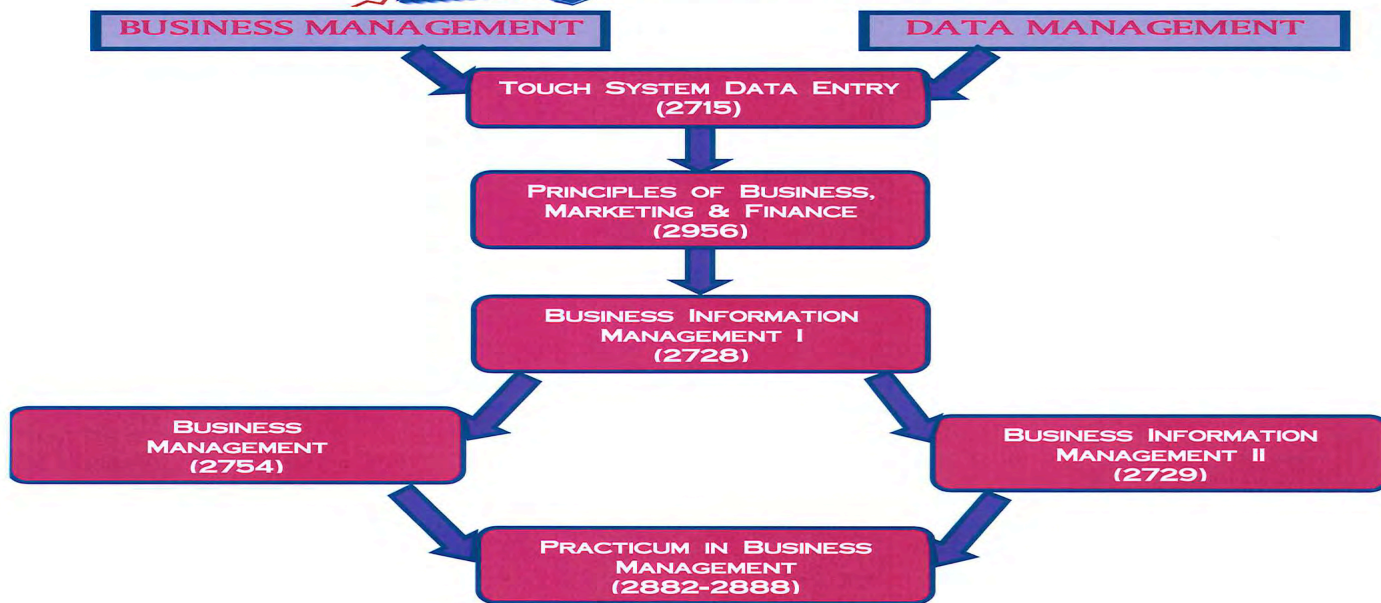 BUSINESS MANAGEMENT
DATA MANAGEMENT
TOUCH SYSTEM DATA ENTRY
(2715)
PRINCIPLES OF BUSINESS,
MARKETING & FINANCE
(2956)
BUSINESS INFORMATION
MANAGEMENT I
(2728)
BUSINESS
MANAGEMENT
(2754)
BUSINESS INFORMATION
MANAGEMENT II
(2729)
PRACTICUM IN BUSINESS
MANAGEMENT
(2882-2888)